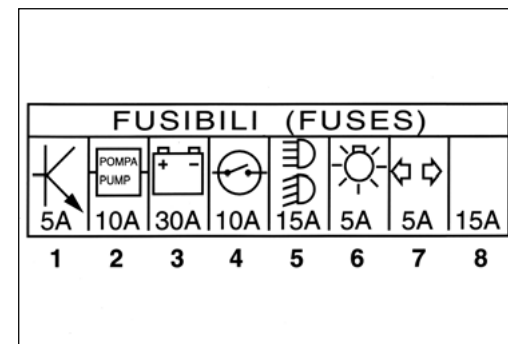 FUSIBILI (FUSES)
POMPA
PUMP
+ -
5A 10A 30A 10A 15A 5A 5A 15A
1 2 3 4 5 6 7 8